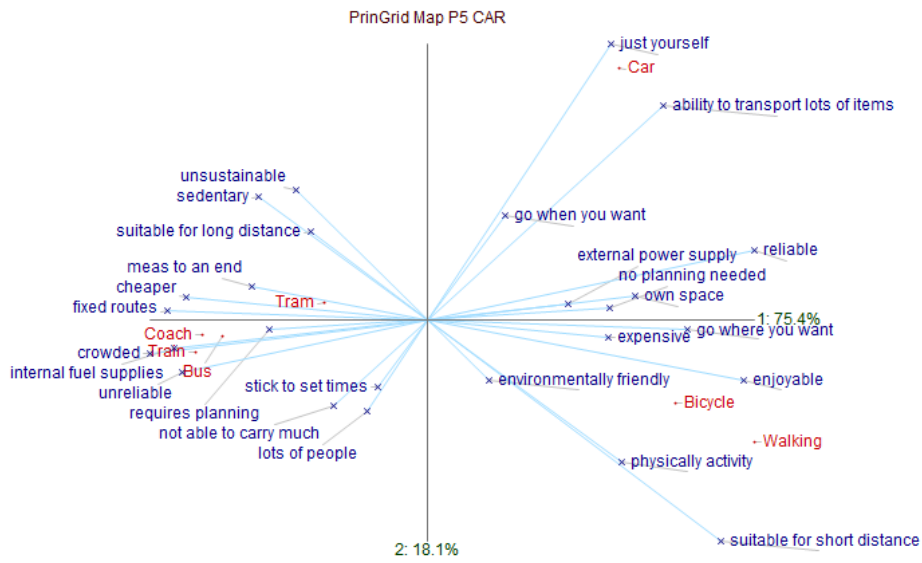 PrinGrid Map P5 CAR
just yourself
Car
ability to transport lots of items
unsustainable
sedentary
go when you want
suitable for long distance
external power supply
reliable
meas to an end
no planning needed
cheaper
own space
Tram
fixed routes
1: 75.4%
Coach
go where you want
expensive
crowded
Train
internal fuel supplies
Bus
environmentally friendly
enjoyable
unreliable
stick to set times
Bicycle
requires planning
not able to carry much
Walking
lots of people
physically activity
suitable for short distance
2: 18.1%